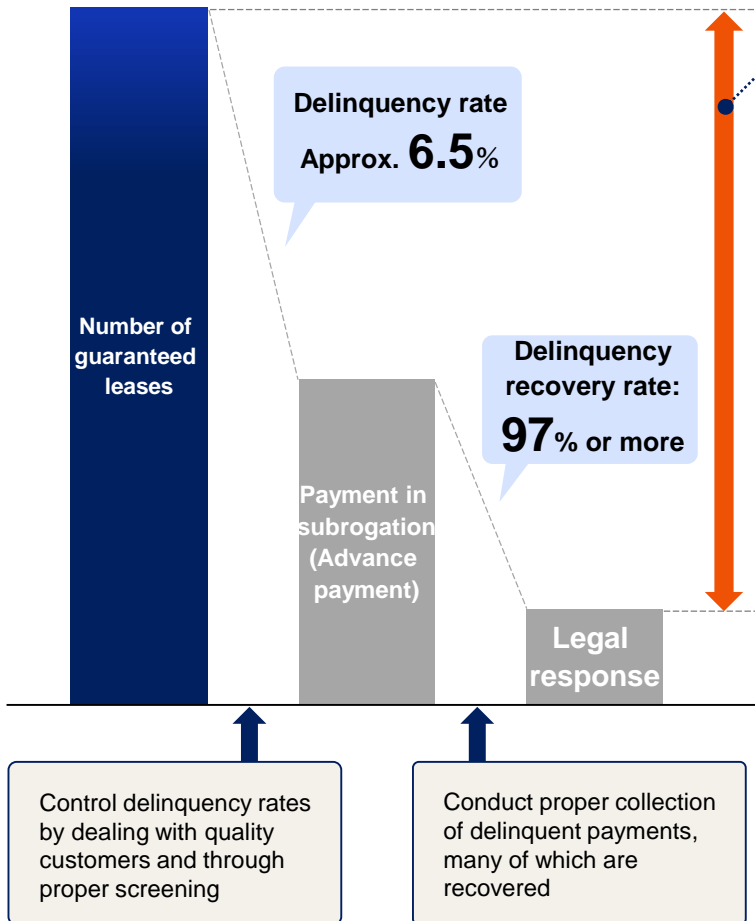 Delinquency rate
Approx. 6.5%
Number of
guaranteed
leases
Delinquency
recovery rate:
97% or more
Payment in
subrogation
(Advance
payment)
Legal
response
Control delinquency rates
by dealing with quality
customers and through
proper screening
Conduct proper collection
of delinquent payments,
many of which are
recovered